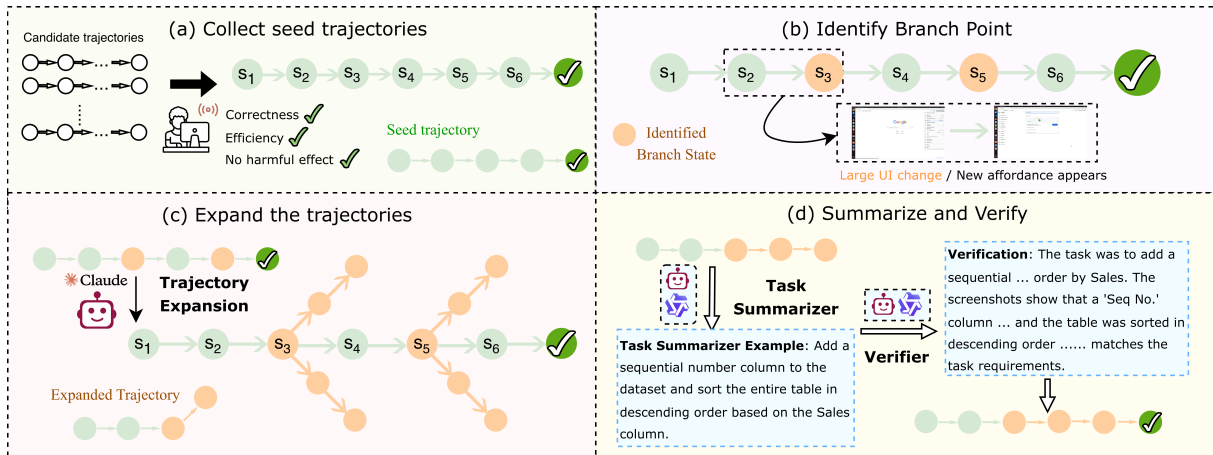 (a) Collect seed trajectories
Candidate trajectories
...
...
...
S1 S2 S3 S4 S5 S6
Correctness
Efficiency
No harmful effect
Seed trajectory
(b) Identify Branch Point
S1 S2 S3 S4 S5 S6
Identified
Branch State
Google
Large UI change / New affordance appears
(c) Expand the trajectories
Claude
Trajectory
Expansion
S1 S2 S3 S4 S5 S6
Expanded Trajectory
(d) Summarize and Verify
Task
Summarizer
Task Summarizer Example: Add a
sequential number column to the
dataset and sort the entire table in
descending order based on the Sales
column.
Verifier
Verification: The task was to add a
sequential ... order by Sales. The
screenshots show that a 'Seq No.'
column ... and the table was sorted in
descending order ...... matches the
task requirements.